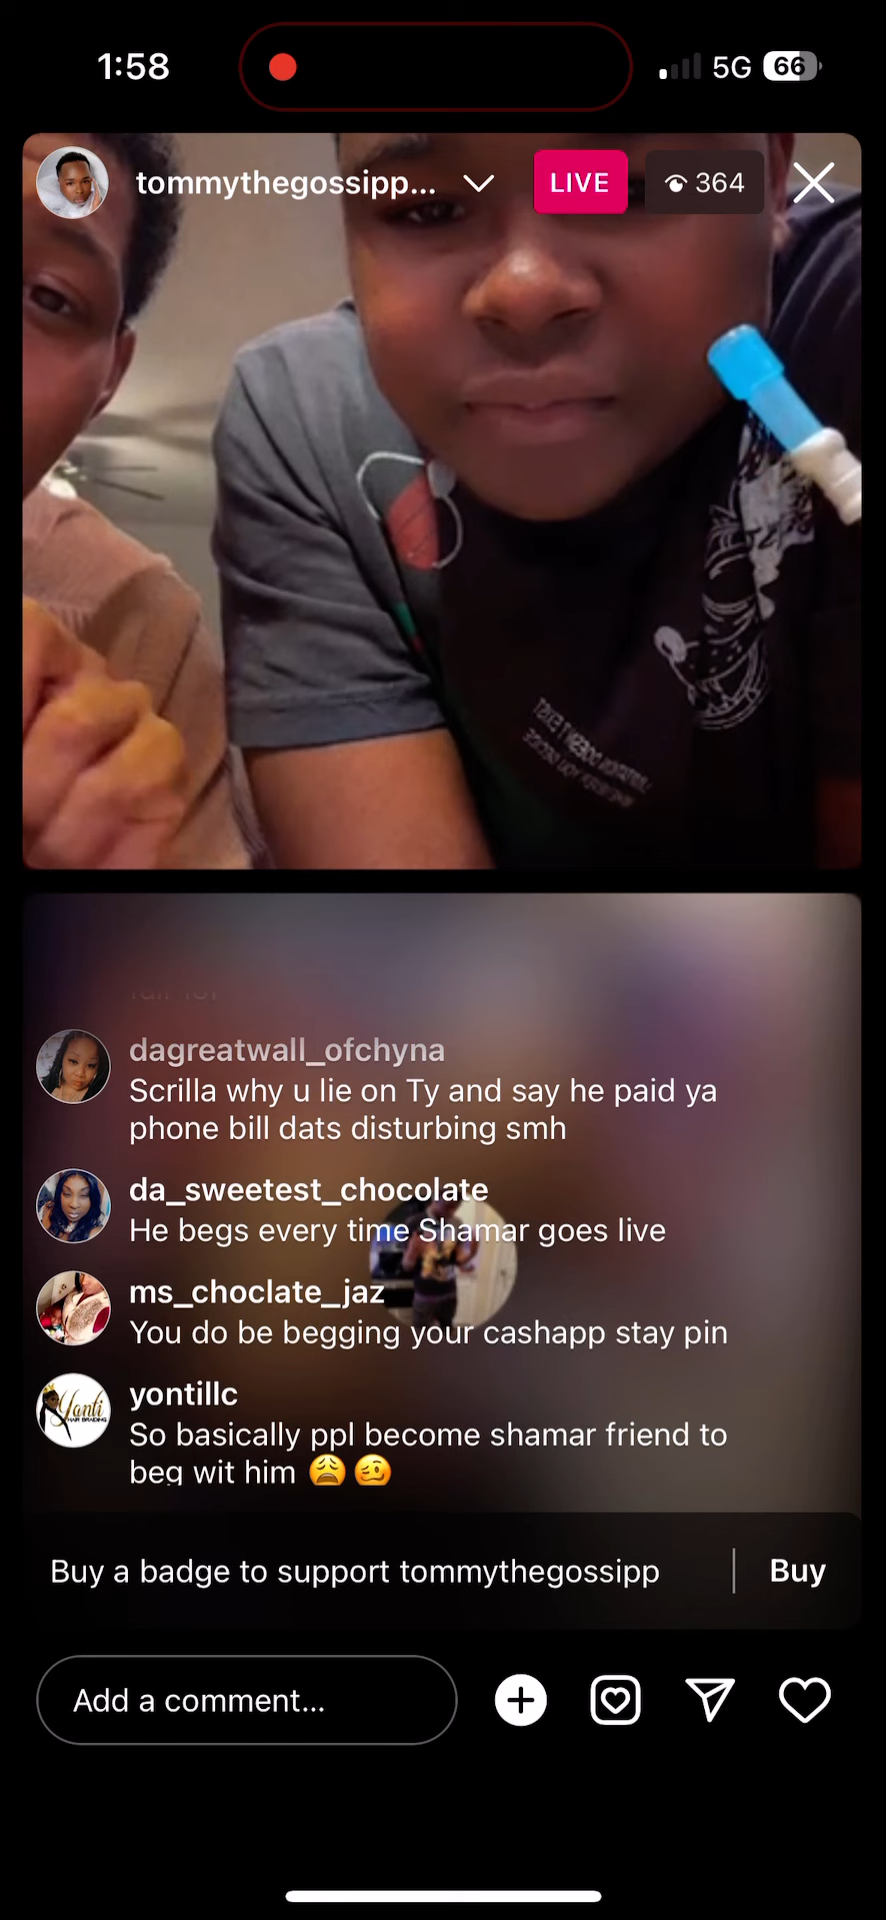 1:58
5G
66
tommythegossipp...
LIVE
364
dagreatwall_ofchyna
Scrilla why u lie on Ty and say he paid ya
phone bill dats disturbing smh
da_sweetest_chocolate
He begs every time Shamar goes live
ms_choclate_jaz
You do be begging your cashapp stay pin
Yanti
HAIR BRAIDING
yontillc
So basically ppl become shamar friend to
beg wit him 😩 🥴
Buy a badge to support tommythegossipp
Buy
Add a comment...